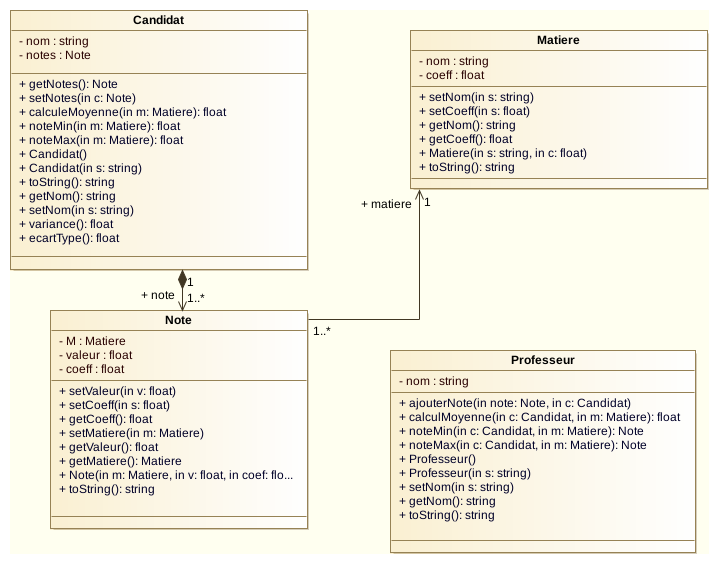 Candidat
- nom : string
- notes : Note
+ getNotes(): Note
+ setNotes(in c: Note)
+ calculeMoyenne(in m: Matiere): float
+ noteMin(in m: Matiere): float
+ noteMax(in m: Matiere): float
+ Candidat()
+ Candidat(in s: string)
+ toString(): string
+ getNom(): string
+ setNom(in s: string)
+ variance(): float
+ ecartType(): float
Matiere
- nom : string
- coeff : float
+ setNom(in s: string)
+ setCoeff(in s: float)
+ getNom(): string
+ getCoeff(): float
+ Matiere(in s: string, in c: float)
+ toString(): string
+ matiere
1
1
+ note
1..*
1..*
Note
- M : Matiere
- valeur : float
- coeff : float
+ setValeur(in v: float)
+ setCoeff(in s: float)
+ getCoeff(): float
+ setMatiere(in m: Matiere)
+ getValeur(): float
+ getMatiere(): Matiere
+ Note(in m: Matiere, in v: float, in coef: flo...
+ toString(): string
Professeur
- nom : string
+ ajouterNote(in note: Note, in c: Candidat)
+ calculMoyenne(in c: Candidat, in m: Matiere): float
+ noteMin(in c: Candidat, in m: Matiere): Note
+ noteMax(in c: Candidat, in m: Matiere): Note
+ Professeur()
+ Professeur(in s: string)
+ setNom(in s: string)
+ getNom(): string
+ toString(): string